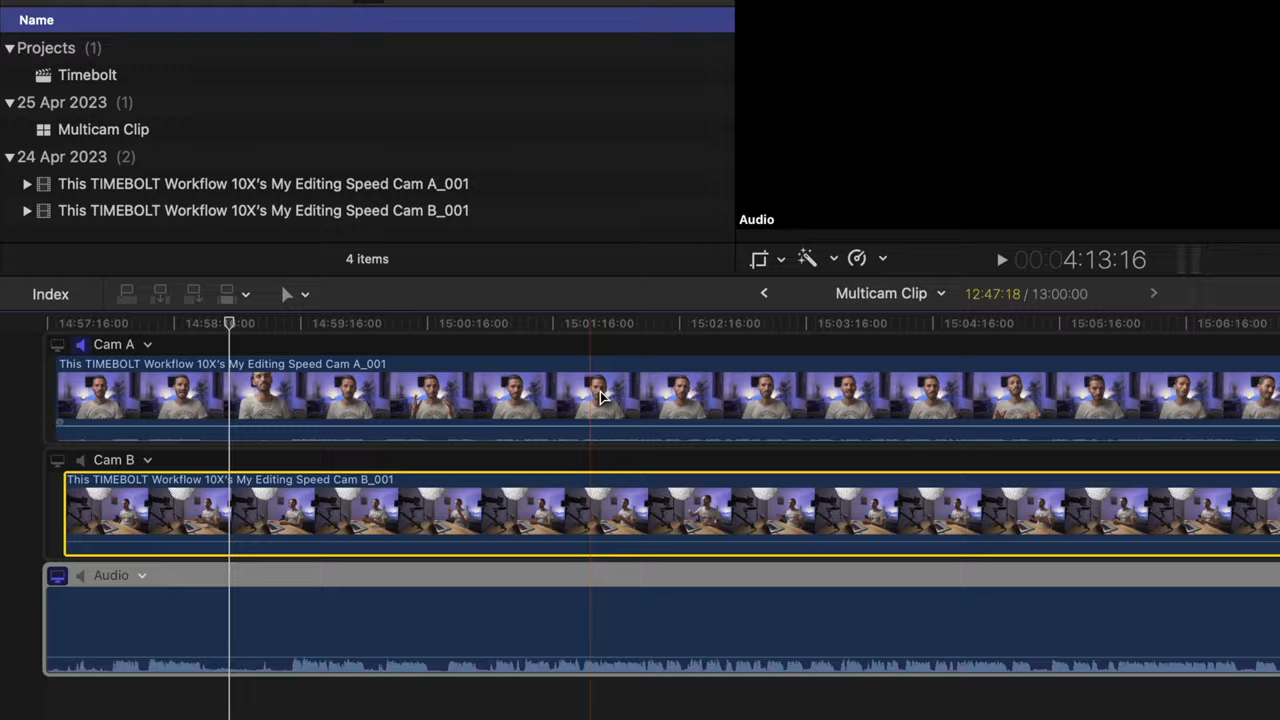 Name
Projects (1)
Timebolt
25 Apr 2023 (1)
Multicam Clip
24 Apr 2023 (2)
This TIMEBOLT Workflow 10X's My Editing Speed Cam A_001
This TIMEBOLT Workflow 10X's My Editing Speed Cam B_001
4 items
Audio
00:04:13:16
Index
Multicam Clip
12:47:18 / 13:00:00
14:57:16:00
14:58:16:00
14:59:16:00
15:00:16:00
15:01:16:00
15:02:16:00
15:03:16:00
15:04:16:00
15:05:16:00
15:06:16:00
Cam A
This TIMEBOLT Workflow 10X's My Editing Speed Cam A_001
Cam B
This TIMEBOLT Workflow 10X's My Editing Speed Cam B_001
Audio